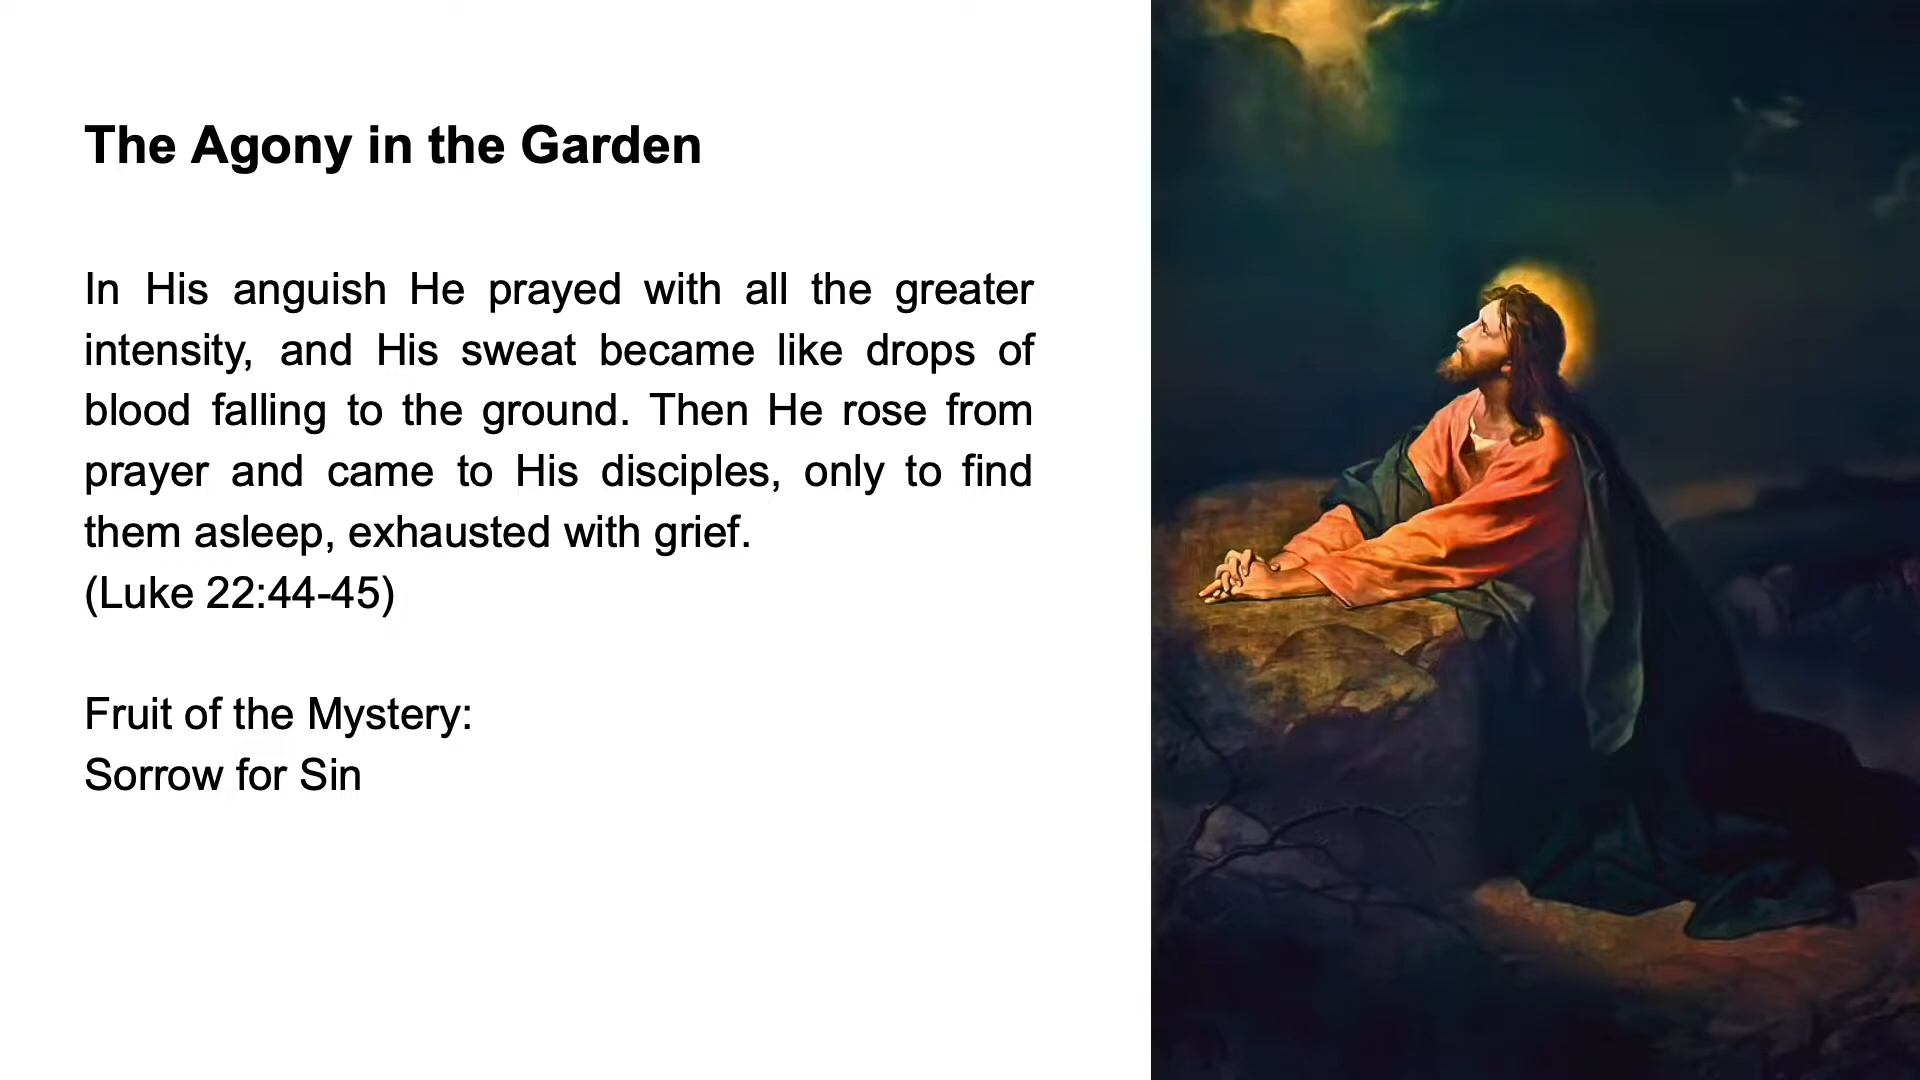 The Agony in the Garden
In His anguish He prayed with all the greater
intensity, and His sweat became like drops of
blood falling to the ground. Then He rose from
prayer and came to His disciples, only to find
them asleep, exhausted with grief.
(Luke 22:44-45)
Fruit of the Mystery:
Sorrow for Sin